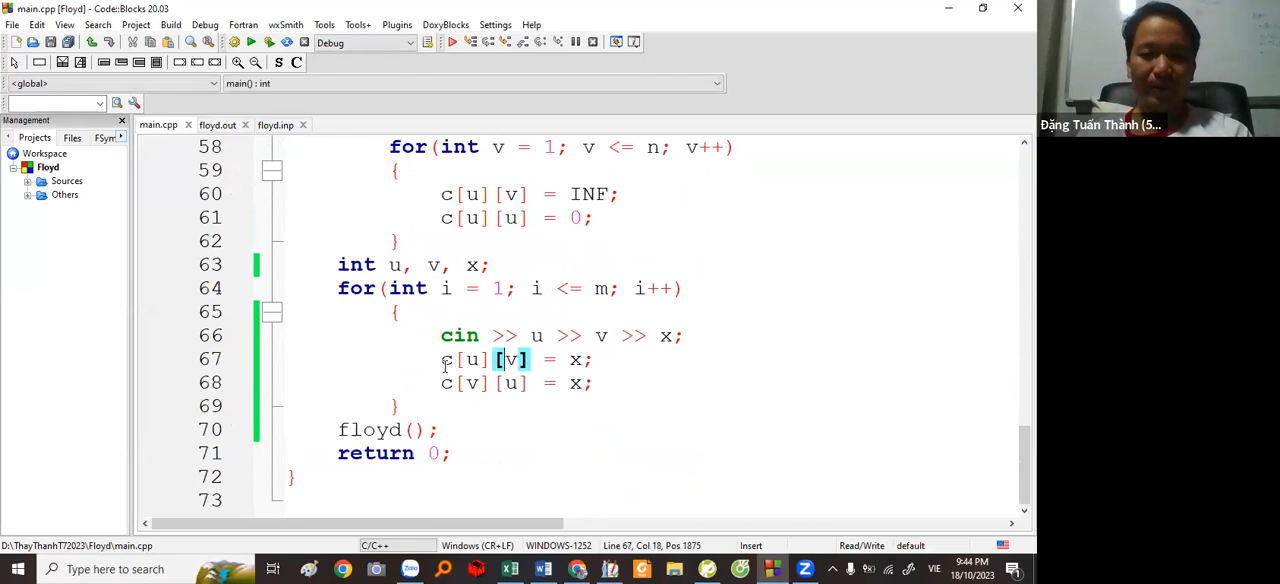 main.cpp [Floyd] - Code::Blocks 20.03
File Edit View Search Project Build Debug Fortran wxSmith Tools Tools+ Plugins DoxyBlocks Settings Help
Debug
S C
<global> main() : int
Management
main.cpp floyd.out floyd.inp
Projects Files FSym
Workspace
Floyd
Sources
Others
58 for(int v = 1; v <= n; v++)
59 {
60 c[u][v] = INF;
61 c[u][u] = 0;
62 }
63 int u, v, x;
64 for(int i = 1; i <= m; i++)
65 {
66 cin >> u >> v >> x;
67 c[u][v] = x;
68 c[v][u] = x;
69 }
70 floyd();
71 return 0;
72 }
73
Đặng Tuấn Thành (5...
D:\ThayThanhT72023\Floyd\main.cpp C/C++ Windows (CR+LF) WINDOWS-1252 Line 67, Col 18, Pos 1875 Insert Read/Write default
Type here to search
Zalo
VIE
9:44 PM
18/10/2023
1